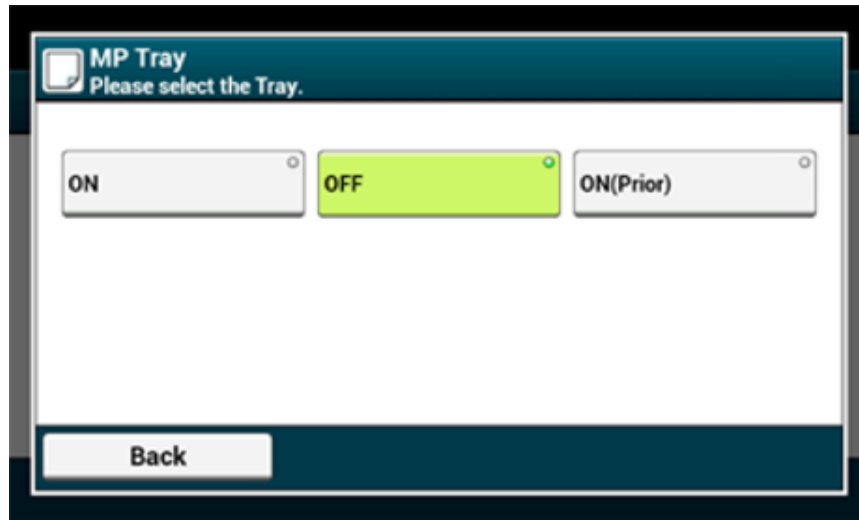 MP Tray
Please select the Tray.
ON
OFF
ON(Prior)
Back